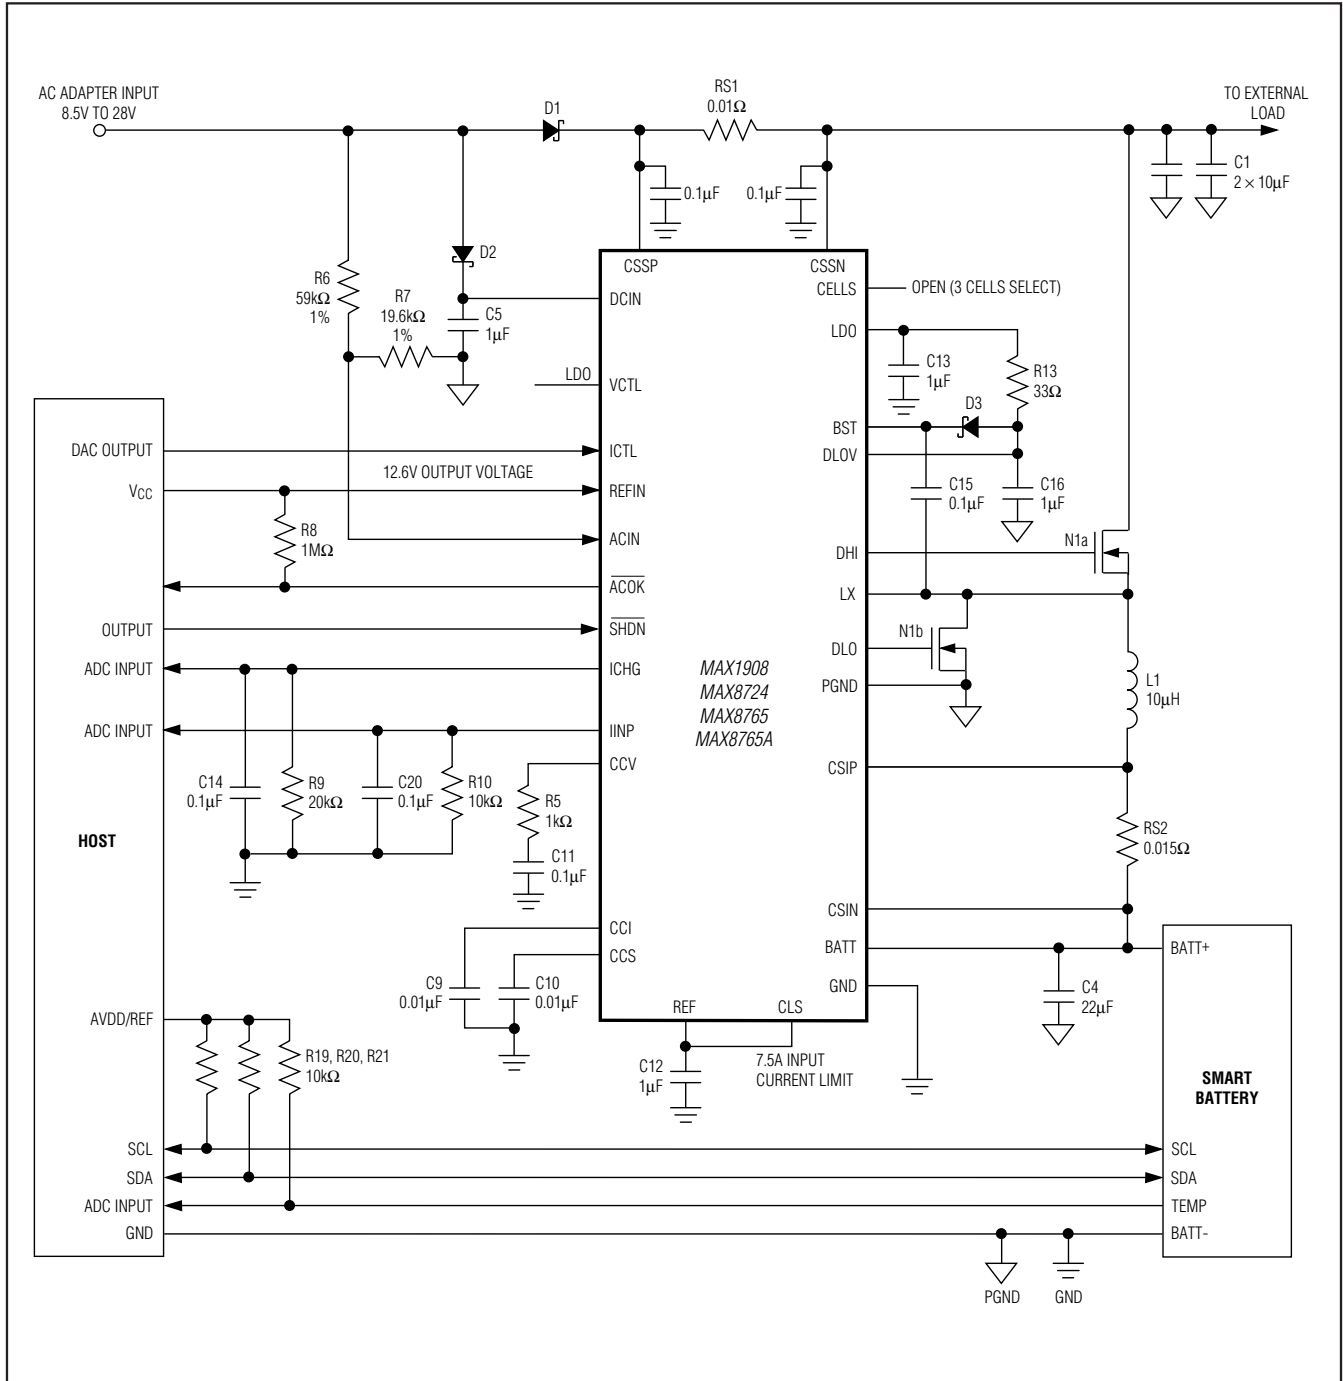 AC ADAPTER INPUT
8.5V TO 28V
D1
RS1
0.01Ω
TO EXTERNAL
LOAD
C1
2 × 10μF
0.1μF
0.1μF
D2
R6
59kΩ
1%
R7
19.6kΩ
1%
C5
1μF
CSSP
CSSN
CELLS
OPEN (3 CELLS SELECT)
DCIN
LDO
LDO
VCTL
C13
1μF
R13
33Ω
D3
BST
DLOV
DAC OUTPUT
ICTL
12.6V OUTPUT VOLTAGE
VCC
REFIN
C15
0.1μF
C16
1μF
R8
1MΩ
ACIN
DHI
N1a
ACOK
LX
OUTPUT
SHDN
N1b
DLO
ADC INPUT
ICHG
MAX1908
MAX8724
MAX8765
MAX8765A
PGND
L1
10μH
ADC INPUT
IINP
CCV
CSIP
C14
0.1μF
R9
20kΩ
C20
0.1μF
R10
10kΩ
R5
1kΩ
HOST
RS2
0.015Ω
C11
0.1μF
CSIN
CCI
BATT
BATT+
CCS
C9
0.01μF
C10
0.01μF
GND
C4
22μF
REF
CLS
AVDD/REF
R19, R20, R21
10kΩ
C12
1μF
7.5A INPUT
CURRENT LIMIT
SMART
BATTERY
SCL
SCL
SDA
SDA
ADC INPUT
TEMP
GND
BATT-
PGND
GND